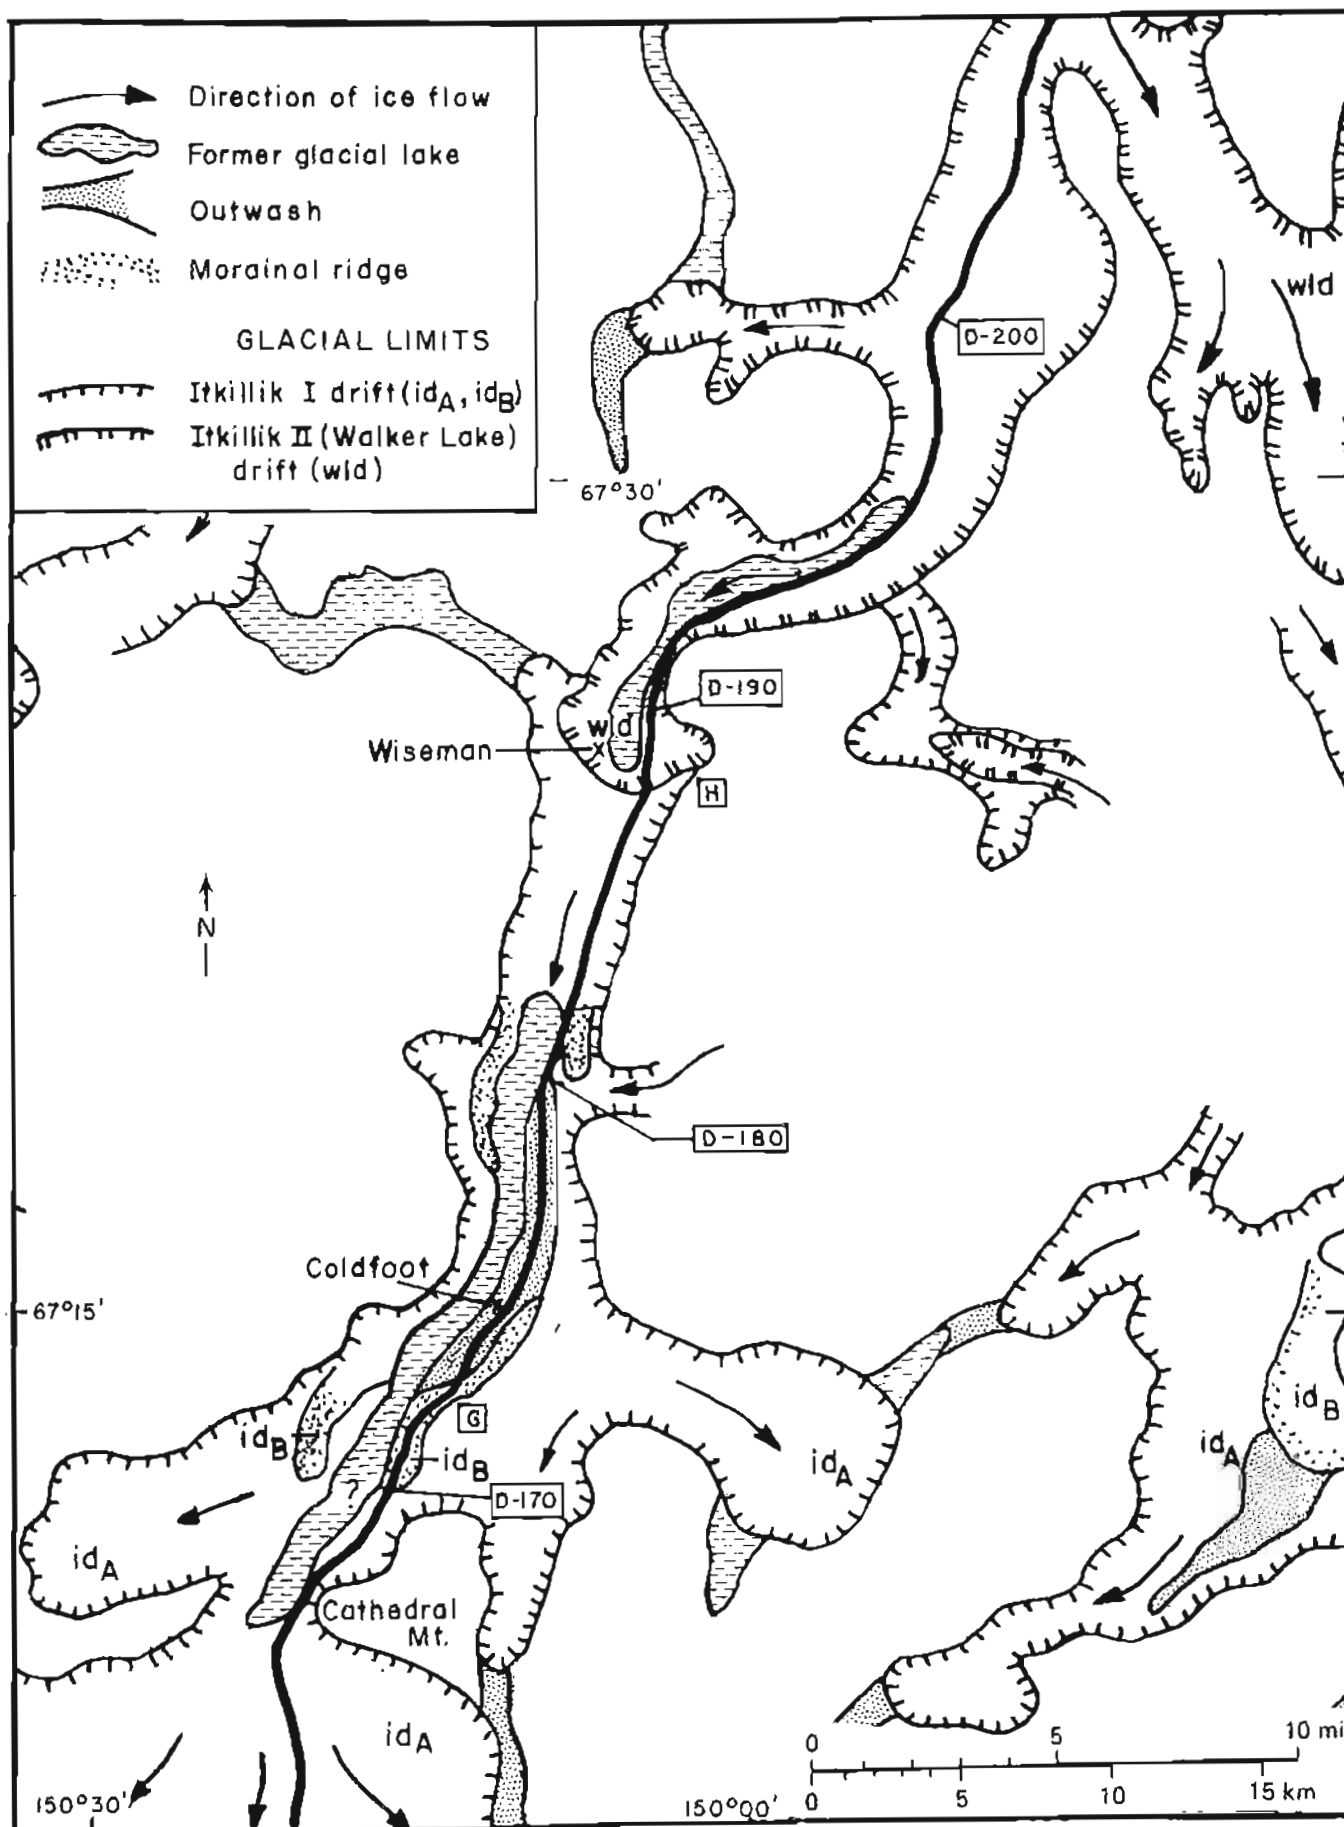 Direction of ice flow
Former glacial lake
Outwash
Morainal ridge
GLACIAL LIMITS
Itkillik I drift (idA, idB)
Itkillik II (Walker Lake)
drift (wld)
wld
D-200
67°30'
D-190
wld
Wiseman
H
N
D-180
Coldfoot
67°15'
idB
G
idB
idA
idA
idB
?
D-170
idA
Cathedral
Mt.
idA
0 5 10 mi
150°30'
150°00'
0 5 10 15 km